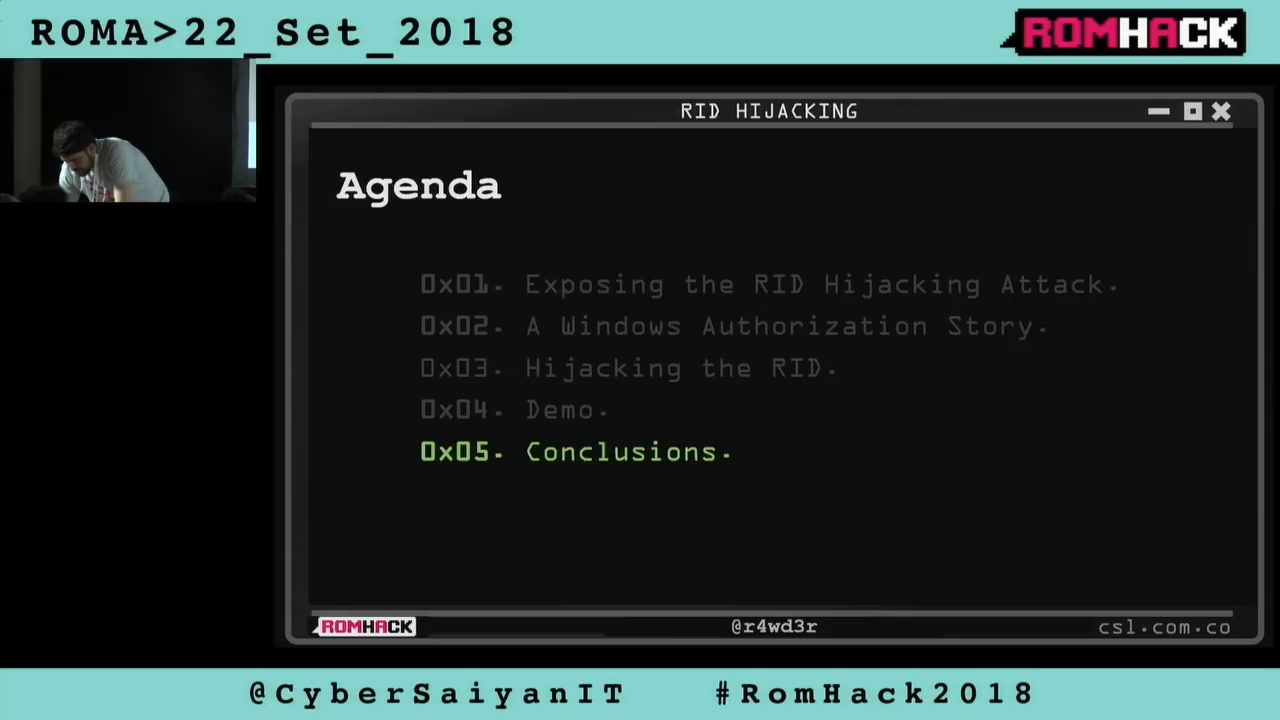 ROMA>22_Set_2018
ROMHACK
RID HIJACKING
Agenda
0x01. Exposing the RID Hijacking Attack.
0x02. A Windows Authorization Story.
0x03. Hijacking the RID.
0x04. Demo.
0x05. Conclusions.
ROMHACK
@r4wd3r
csl.com.co
@CyberSaiyanIT
#RomHack2018